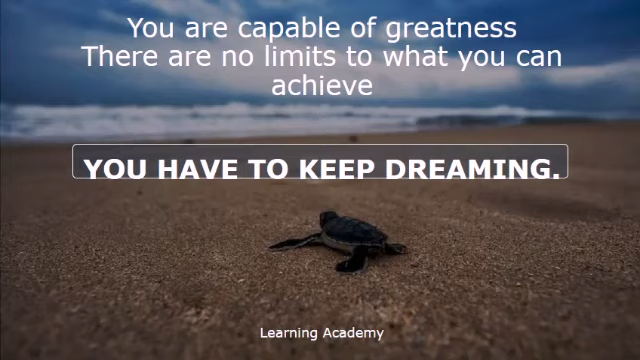 You are capable of greatness
There are no limits to what you can
achieve
YOU HAVE TO KEEP DREAMING.
Learning Academy